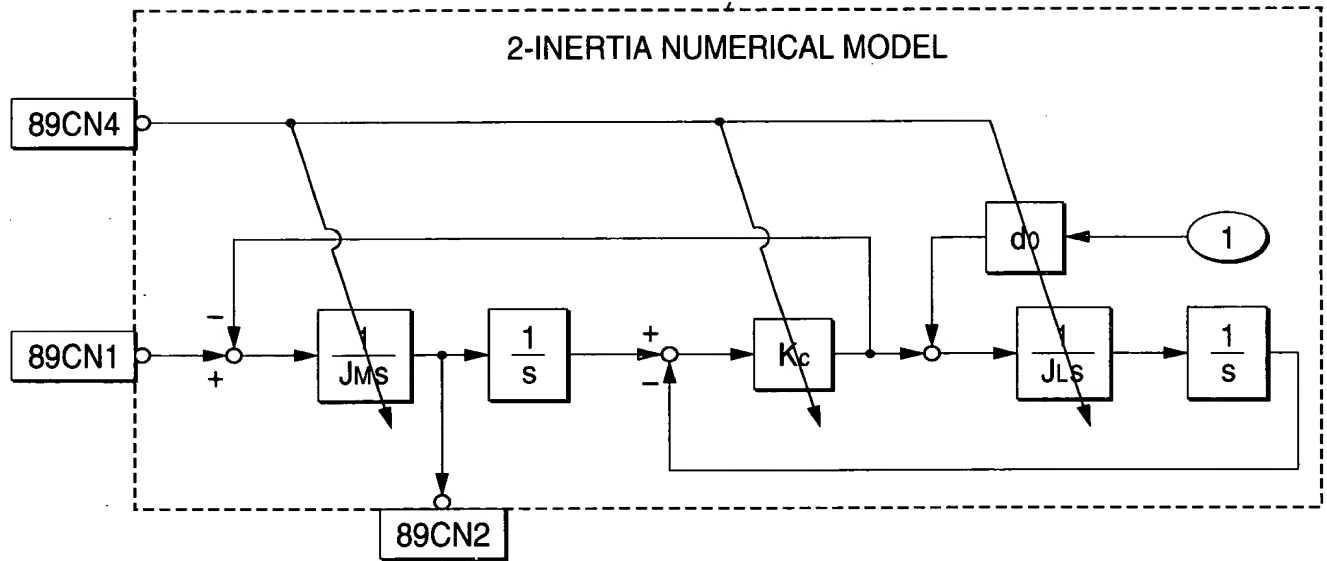 2-INERTIA NUMERICAL MODEL
89CN4
d0
1
−
+
89CN1
1
JMs
1
s
+
−
Kc
1
JLs
1
s
89CN2